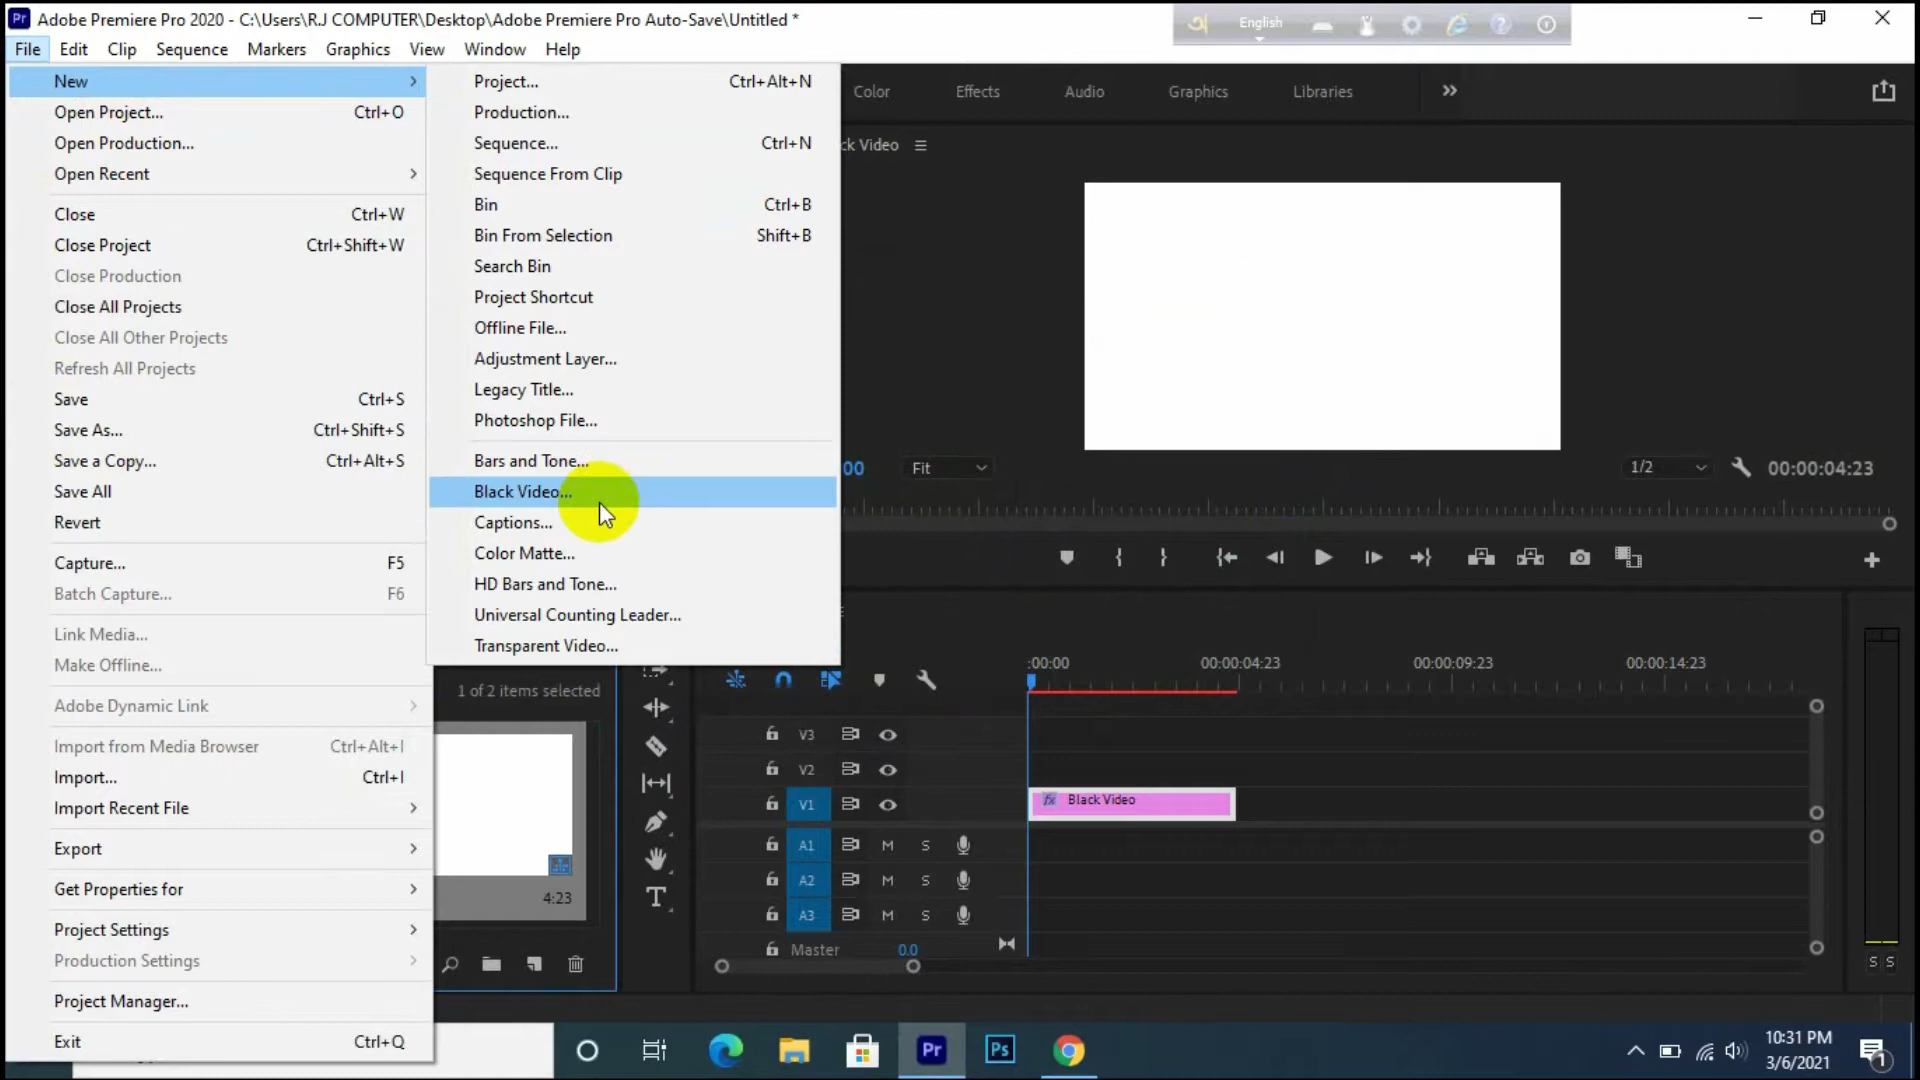 Pr Adobe Premiere Pro 2020 - C:\Users\R.J COMPUTER\Desktop\Adobe Premiere Pro Auto-Save\Untitled *
English
File Edit Clip Sequence Markers Graphics View Window Help
New
Open Project... Ctrl+O
Open Production...
Open Recent
Close Ctrl+W
Close Project Ctrl+Shift+W
Close Production
Close All Projects
Close All Other Projects
Refresh All Projects
Save Ctrl+S
Save As... Ctrl+Shift+S
Save a Copy... Ctrl+Alt+S
Save All
Revert
Capture... F5
Batch Capture... F6
Link Media...
Make Offline...
Adobe Dynamic Link
Import from Media Browser Ctrl+Alt+I
Import... Ctrl+I
Import Recent File
Export
Get Properties for
Project Settings
Production Settings
Project Manager...
Exit Ctrl+Q
Project... Ctrl+Alt+N
Production...
Sequence... Ctrl+N
Sequence From Clip
Bin Ctrl+B
Bin From Selection Shift+B
Search Bin
Project Shortcut
Offline File...
Adjustment Layer...
Legacy Title...
Photoshop File...
Bars and Tone...
Black Video...
Captions...
Color Matte...
HD Bars and Tone...
Universal Counting Leader...
Transparent Video...
Color Effects Audio Graphics Libraries
ck Video
00 Fit 1/2 00:00:04:23
1 of 2 items selected
4:23
:00:00 00:00:04:23 00:00:09:23 00:00:14:23
V3
V2
V1 fx Black Video
A1 M S
A2 M S
A3 M S
Master 0.0
S S
Pr Ps
10:31 PM
3/6/2021
1